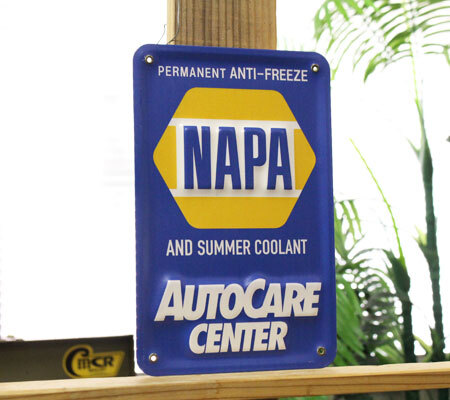 PERMANENT ANTI-FREEZE
NAPA
AND SUMMER COOLANT
AUTOCARE
CENTER